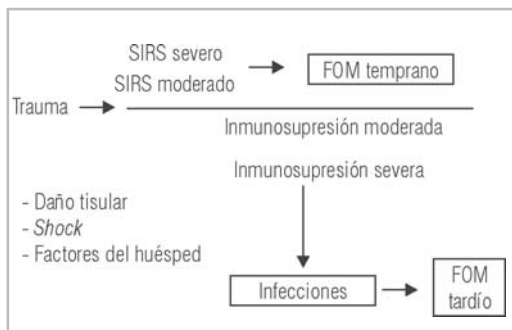 SIRS severo
SIRS moderado
FOM temprano
Trauma
Inmunosupresión moderada
Inmunosupresión severa
- Daño tisular
- Shock
- Factores del huésped
Infecciones
FOM
tardío